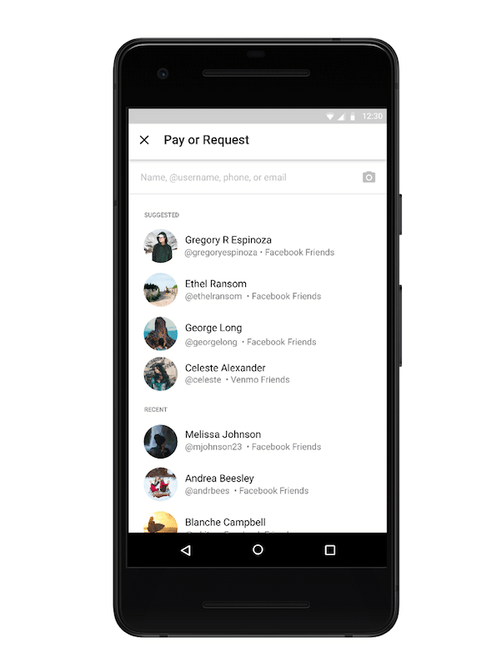 12:30
Pay or Request
Name, @username, phone, or email
SUGGESTED
Gregory R Espinoza
@gregoryespinoza • Facebook Friends
Ethel Ransom
@ethelransom • Facebook Friends
George Long
@georgelong • Facebook Friends
Celeste Alexander
@celeste • Venmo Friends
RECENT
Melissa Johnson
@mjohnson23 • Facebook Friends
Andrea Beesley
@andrbees • Facebook Friends
Blanche Campbell